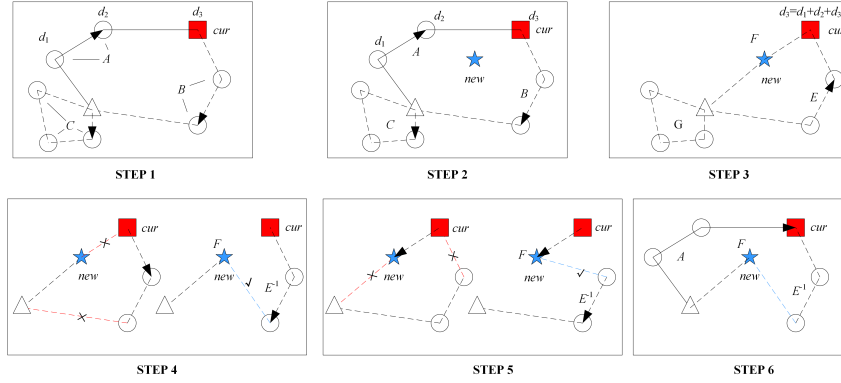 d₁
d₂
d₃
cur
A
B
C
STEP 1
d₁
d₂
d₃
cur
A
new
B
C
STEP 2
d₃=d₁+d₂+d₃
F
cur
new
E
G
STEP 3
cur
new
F
cur
new
E⁻¹
STEP 4
cur
new
F
cur
new
E⁻¹
STEP 5
A
F
cur
new
E⁻¹
STEP 6